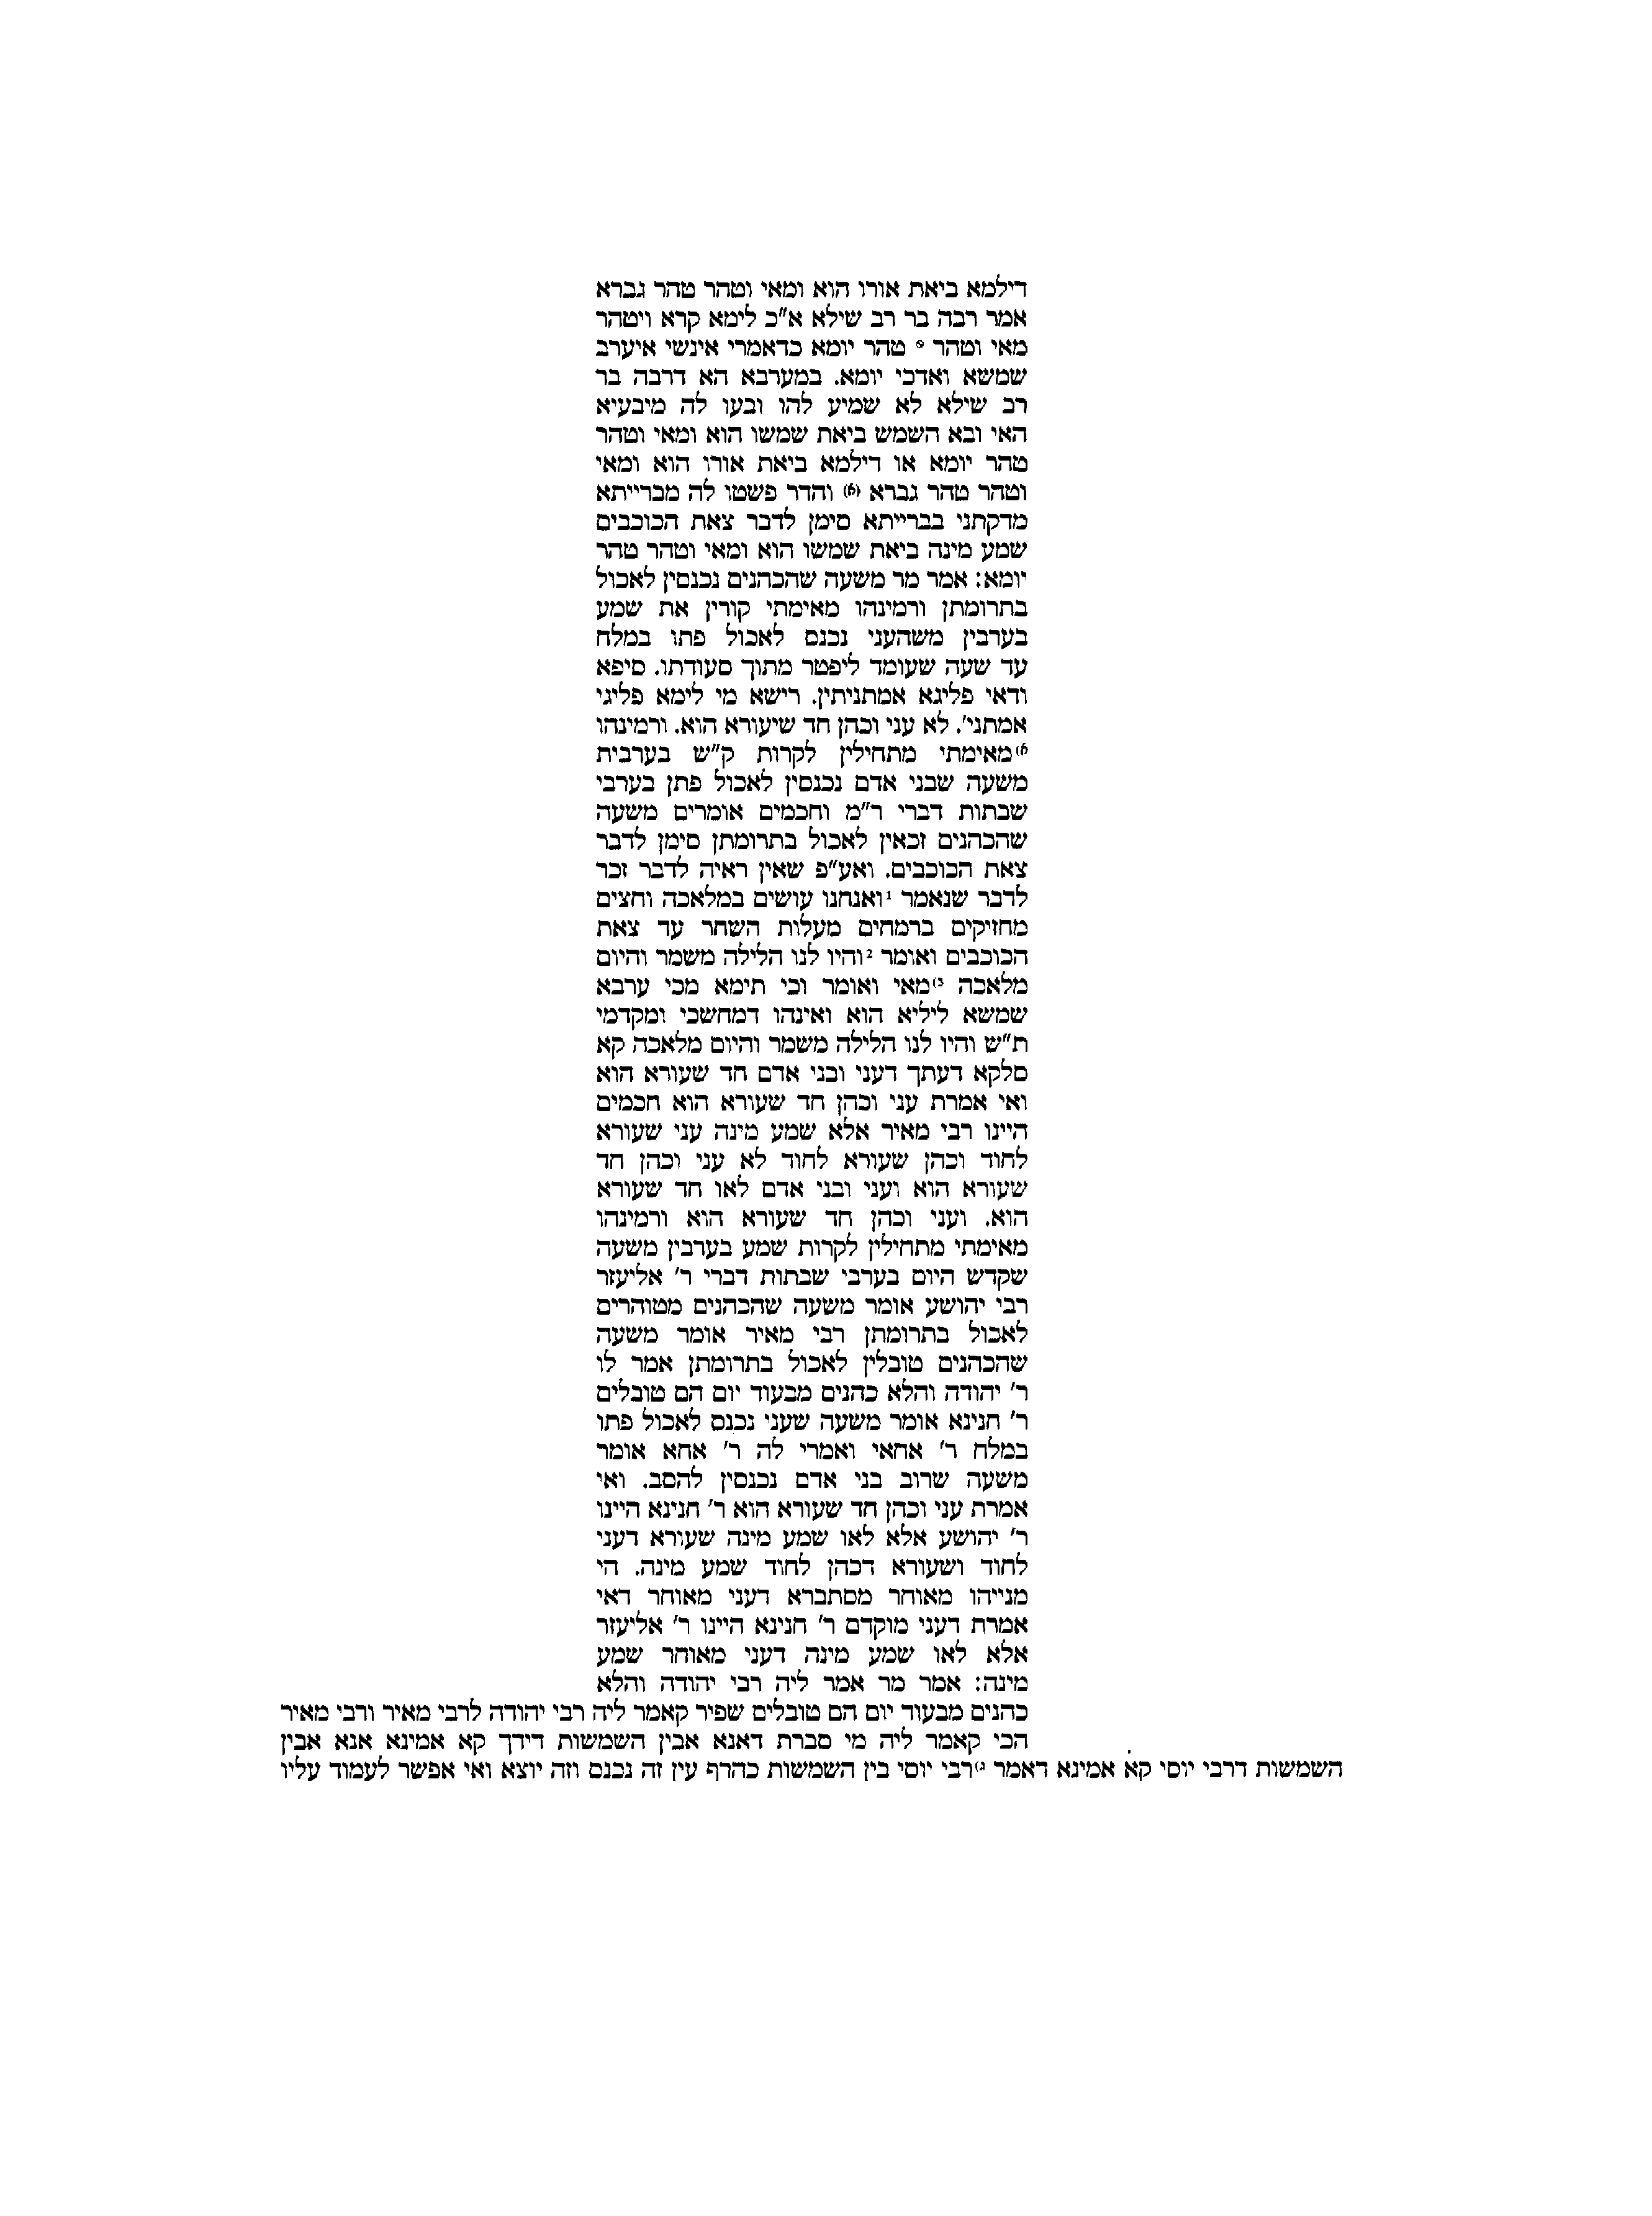 דילמא ביאת אורו הוא ומאי וטהר טהר גברא
אמר רבה בר רב שילא א"כ לימא קרא ויטהר
מאי וטהר טהר יומא כדאמרי אינשי איערב
שמשא ואדכי יומא. במערבא הא דרבה בר
רב שילא לא שמיע להו ובעו לה מיבעיא
האי ובא השמש ביאת שמשו הוא ומאי וטהר
טהר יומא או דילמא ביאת אורו הוא ומאי
וטהר טהר גברא (א) והדר פשטו לה מברייתא
מדקתני בברייתא סימן לדבר צאת הכוכבים
שמע מינה ביאת שמשו הוא ומאי וטהר טהר
יומא: אמר מר משעה שהכהנים נכנסין לאכול
בתרומתן ורמינהו מאימתי קורין את שמע
בערבין משהעני נכנס לאכול פתו במלח
עד שעה שעומד ליפטר מתוך סעודתו. סיפא
ודאי פליגא אמתניתין. רישא מי לימא פליגי
אמתני'. לא עני וכהן חד שיעורא הוא. ורמינהו
א)מאימתי מתחילין לקרות ק"ש בערבית
משעה שבני אדם נכנסין לאכול פתן בערבי
שבתות דברי ר"מ וחכמים אומרים משעה
שהכהנים זכאין לאכול בתרומתן סימן לדבר
צאת הכוכבים. ואע"פ שאין ראיה לדבר זכר
לדבר שנאמר 1ואנחנו עושים במלאכה וחצים
מחזיקים ברמחים מעלות השחר עד צאת
הכוכבים ואומר 2והיו לנו הלילה משמר והיום
מלאכה ב)מאי ואומר וכי תימא מכי ערבא
שמשא ליליא הוא ואינהו דמחשכי ומקדמי
ת"ש והיו לנו הלילה משמר והיום מלאכה קא
סלקא דעתך דעני ובני אדם חד שעורא הוא
ואי אמרת עני וכהן חד שעורא הוא חכמים
היינו רבי מאיר אלא שמע מינה עני שעורא
לחוד וכהן שעורא לחוד לא עני וכהן חד
שעורא הוא ועני ובני אדם לאו חד שעורא
הוא. ועני וכהן חד שעורא הוא ורמינהו
מאימתי מתחילין לקרות שמע בערבין משעה
שקדש היום בערבי שבתות דברי ר' אליעזר
רבי יהושע אומר משעה שהכהנים מטוהרים
לאכול בתרומתן רבי מאיר אומר משעה
שהכהנים טובלין לאכול בתרומתן אמר לו
ר' יהודה והלא כהנים מבעוד יום הם טובלים
ר' חנינא אומר משעה שעני נכנס לאכול פתו
במלח ר' אחאי ואמרי לה ר' אחא אומר
משעה שרוב בני אדם נכנסין להסב. ואי
אמרת עני וכהן חד שעורא הוא ר' חנינא היינו
ר' יהושע אלא לאו שמע מינה שעורא דעני
לחוד ושעורא דכהן לחוד שמע מינה. הי
מנייהו מאוחר מסתברא דעני מאוחר דאי
אמרת דעני מוקדם ר' חנינא היינו ר' אליעזר
אלא לאו שמע מינה דעני מאוחר שמע
מינה: אמר מר אמר ליה רבי יהודה והלא
כהנים מבעוד יום הם טובלים שפיר קאמר ליה רבי יהודה לרבי מאיר ורבי מאיר
הכי קאמר ליה מי סברת דאנא אבין השמשות דידך קא אמינא אנא אבין
השמשות דרבי יוסי קא אמינא דאמר ג)רבי יוסי בין השמשות כהרף עין זה נכנס וזה יוצא ואי אפשר לעמוד עליו